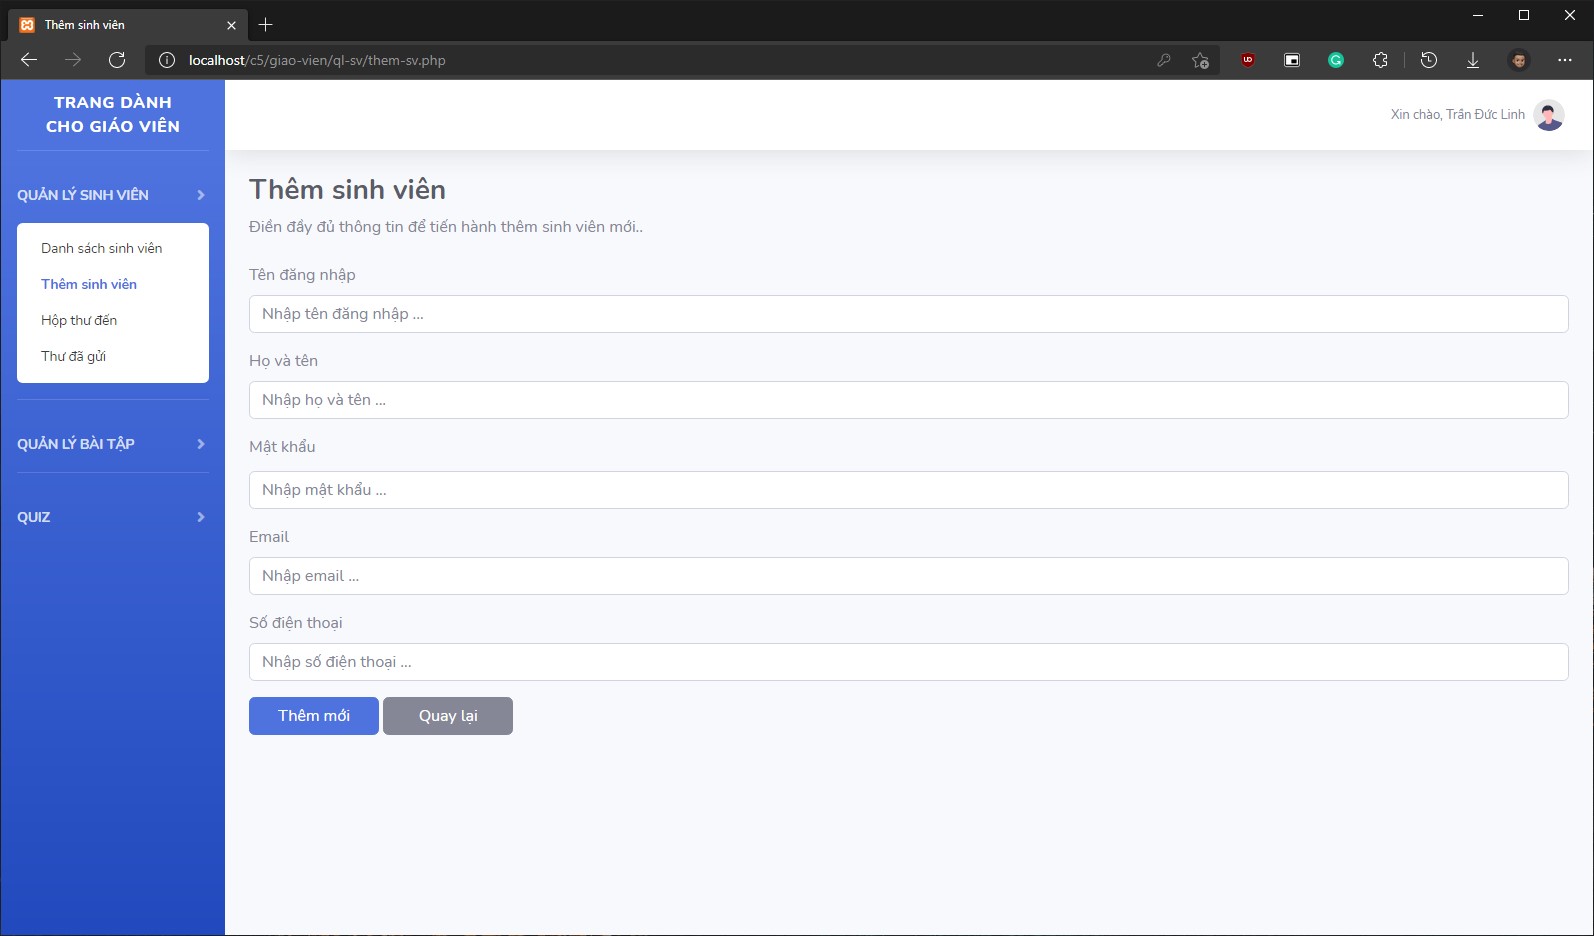 Thêm sinh viên
localhost/c5/giao-vien/ql-sv/them-sv.php
TRANG DÀNH
CHO GIÁO VIÊN
Xin chào, Trần Đức Linh
QUẢN LÝ SINH VIÊN
Danh sách sinh viên
Thêm sinh viên
Hộp thư đến
Thư đã gửi
QUẢN LÝ BÀI TẬP
QUIZ
Thêm sinh viên
Điền đầy đủ thông tin để tiến hành thêm sinh viên mới..
Tên đăng nhập
Nhập tên đăng nhập ...
Họ và tên
Nhập họ và tên ...
Mật khẩu
Nhập mật khẩu ...
Email
Nhập email ...
Số điện thoại
Nhập số điện thoại ...
Thêm mới
Quay lại